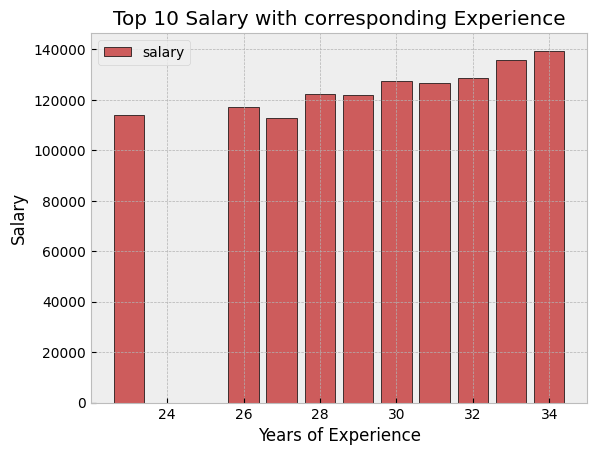 Top 10 Salary with corresponding Experience
salary
140000
120000
100000
80000
60000
40000
20000
0
Salary
24 26 28 30 32 34
Years of Experience